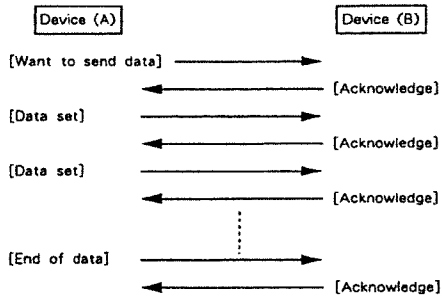 Device (A) Device (B)
[Want to send data]
[Acknowledge]
[Data set]
[Acknowledge]
[Data set]
[Acknowledge]
[End of data]
[Acknowledge]